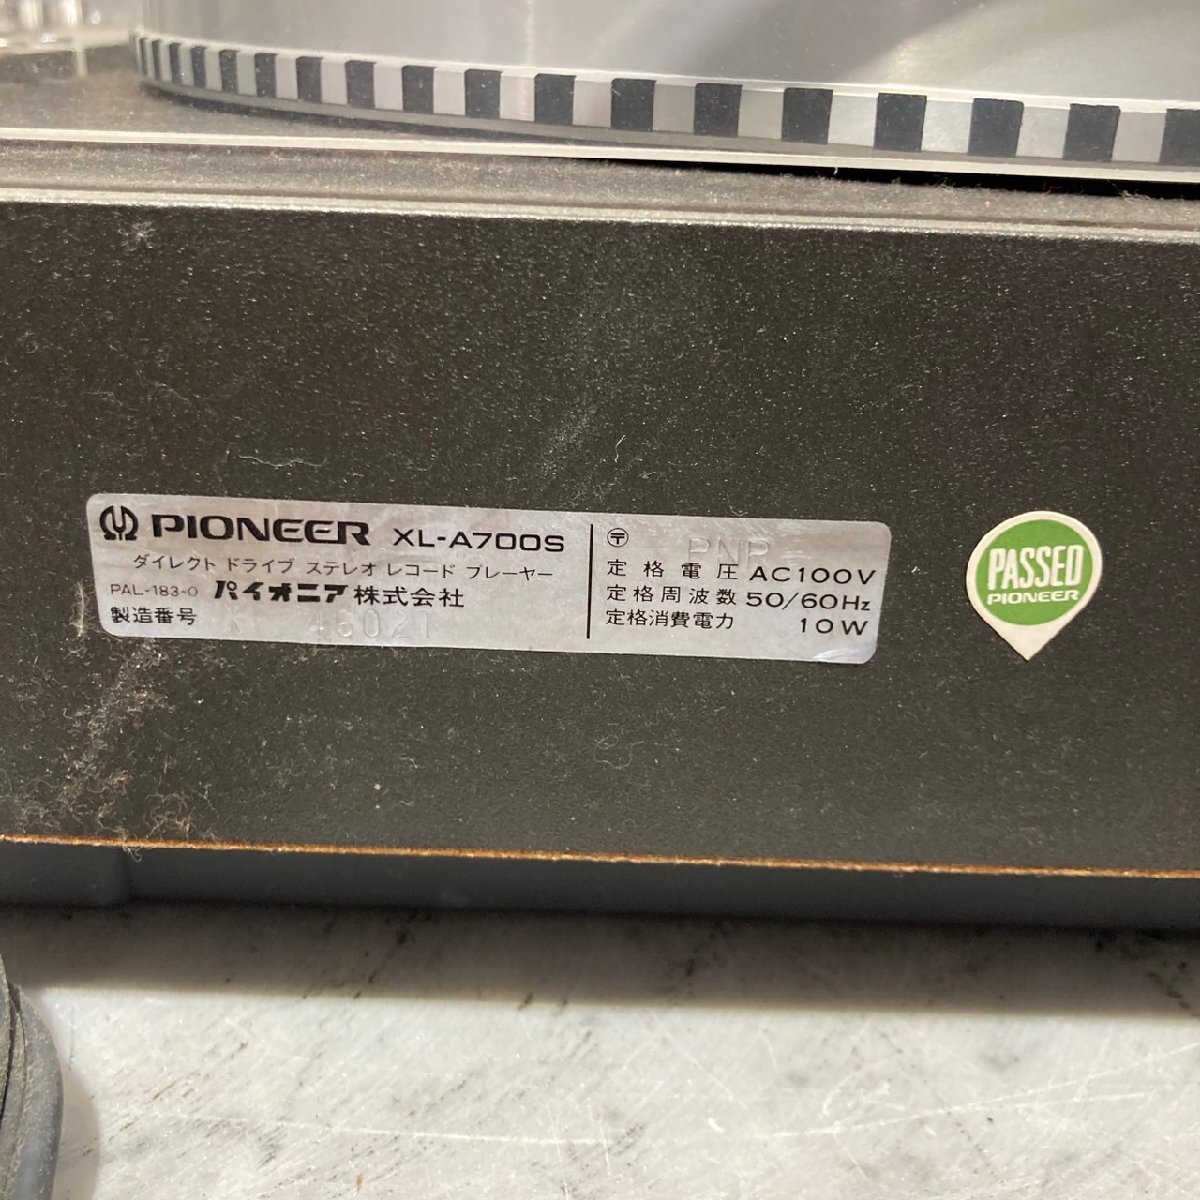 PIONEER XL-A700S
ダイレクト ドライブ ステレオ レコード プレーヤー
PAL-183-0 パイオニア株式会社
製造番号
〒 PNP
定格電圧 AC100V
定格周波数 50/60Hz
定格消費電力 10W
PASSED
PIONEER